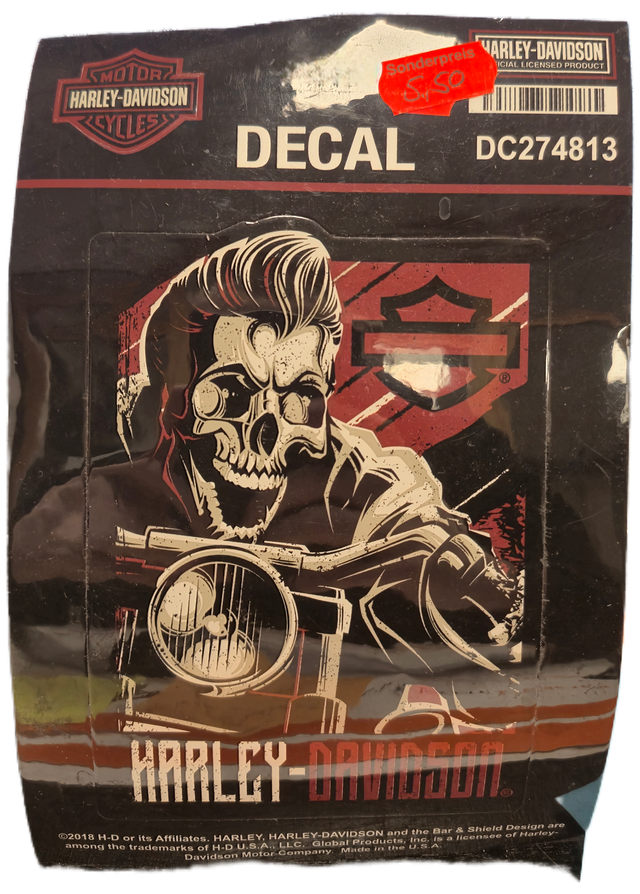 MOTOR
HARLEY-DAVIDSON
CYCLES
Sonderpreis
5,50
HARLEY-DAVIDSON
OFFICIAL LICENSED PRODUCT
DECAL
DC274813
®
HARLEY-DAVIDSON®
©2018 H-D or its Affiliates. HARLEY, HARLEY-DAVIDSON and the Bar & Shield Design are
among the trademarks of H-D U.S.A., LLC. Global Products, Inc. is a licensee of Harley-
Davidson Motor Company. Made in the U.S.A.